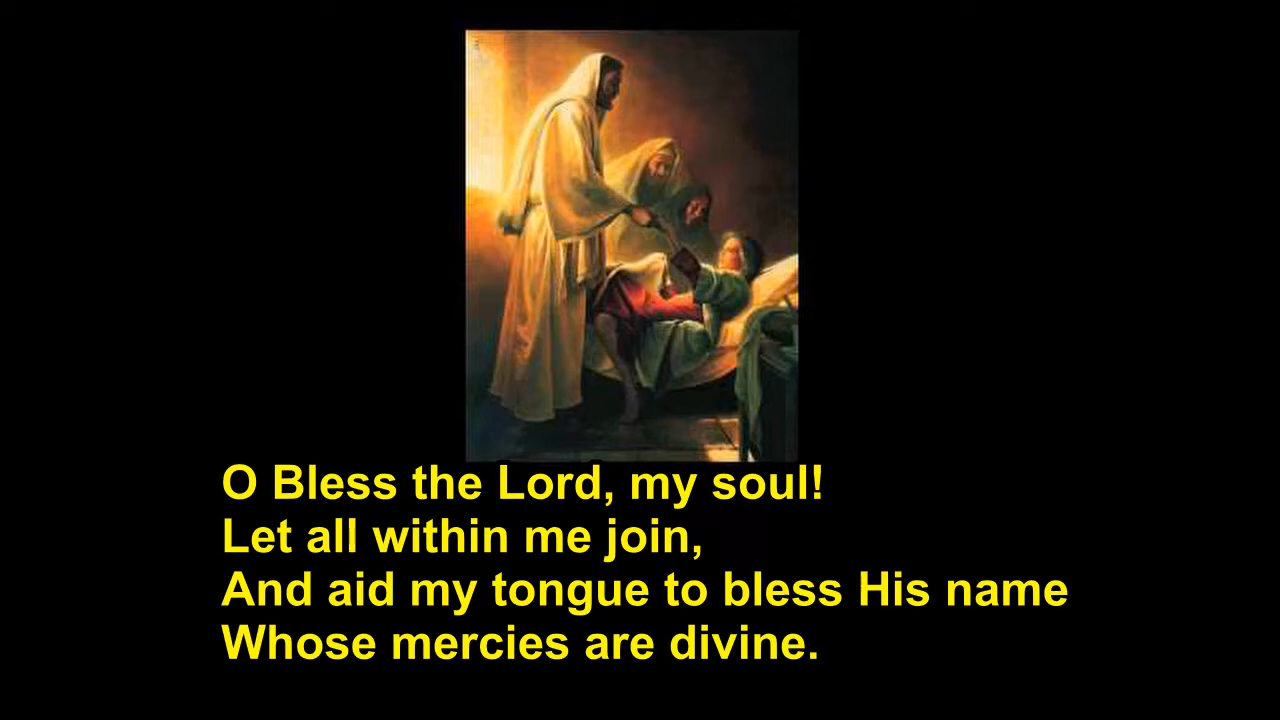 O Bless the Lord, my soul!
Let all within me join,
And aid my tongue to bless His name
Whose mercies are divine.